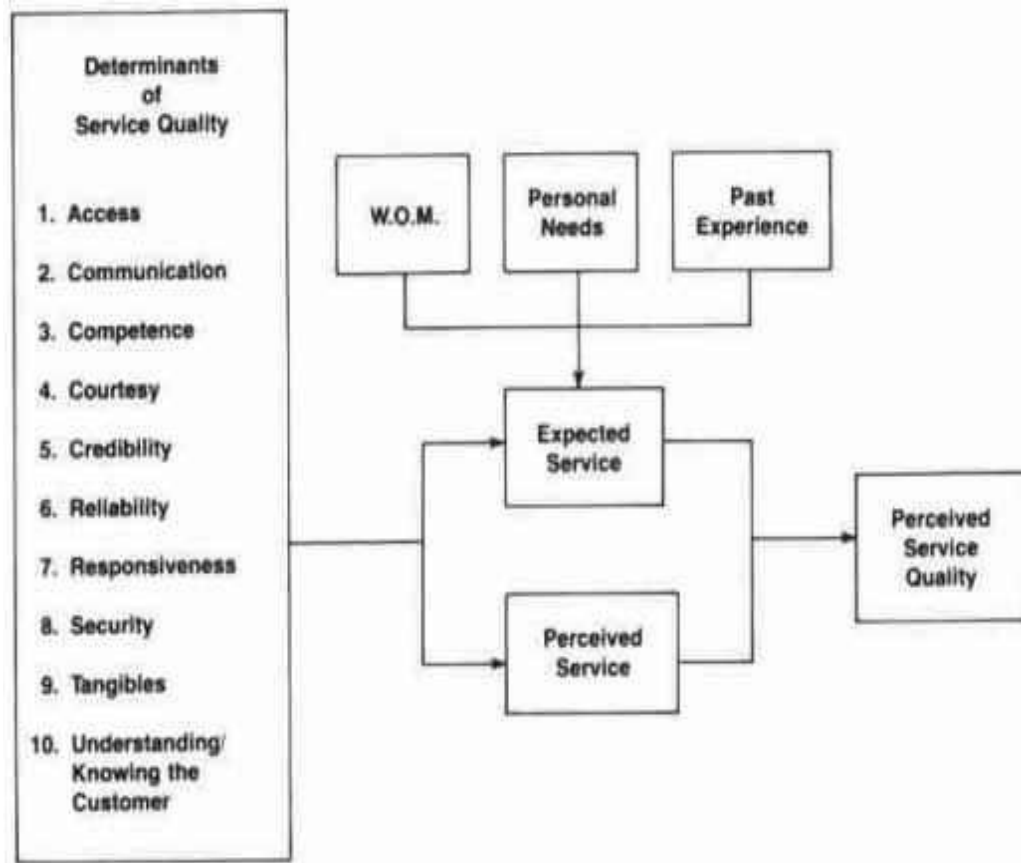 Determinants
of
Service Quality
1. Access
2. Communication
3. Competence
4. Courtesy
5. Credibility
6. Reliability
7. Responsiveness
8. Security
9. Tangibles
10. Understanding/
Knowing the
Customer
W.O.M.
Personal
Needs
Past
Experience
Expected
Service
Perceived
Service
Perceived
Service
Quality